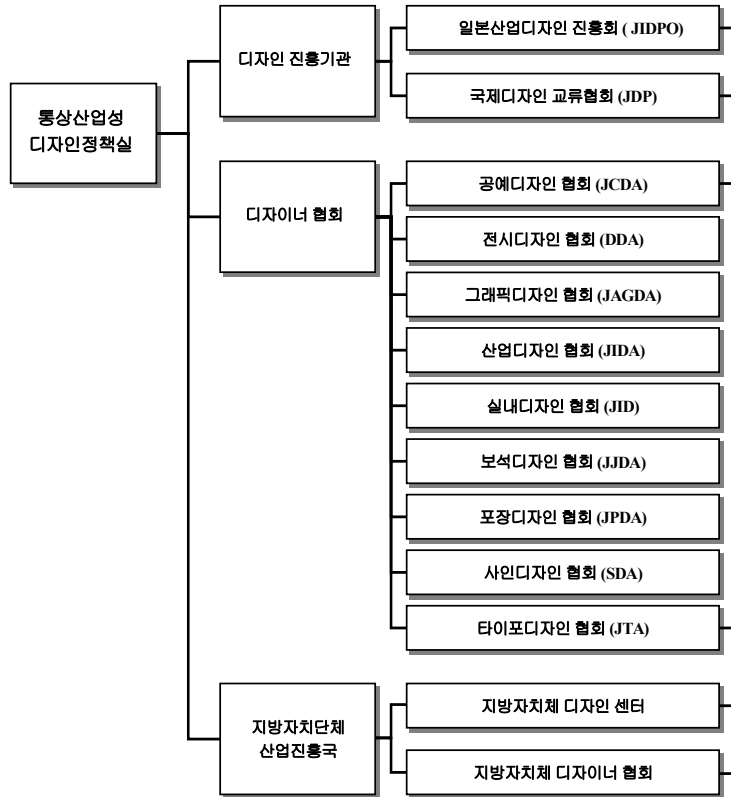 통상산업성
디자인정책실
디자인 진흥기관
일본산업디자인 진흥회 ( JIDPO)
국제디자인 교류협회 (JDP)
디자이너 협회
공예디자인 협회 (JCDA)
전시디자인 협회 (DDA)
그래픽디자인 협회 (JAGDA)
산업디자인 협회 (JIDA)
실내디자인 협회 (JID)
보석디자인 협회 (JJDA)
포장디자인 협회 (JPDA)
사인디자인 협회 (SDA)
타이포디자인 협회 (JTA)
지방자치단체
산업진흥국
지방자치체 디자인 센터
지방자치체 디자이너 협회